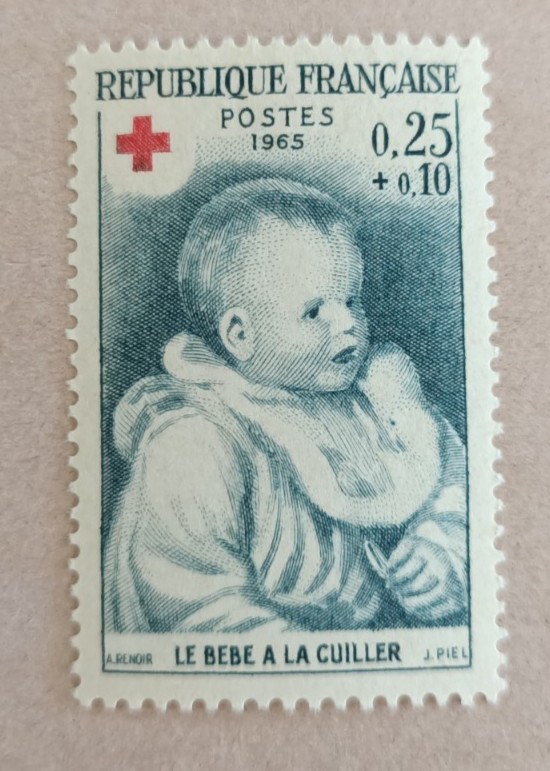 REPUBLIQUE FRANÇAISE
POSTES
1965
0,25
+ 0,10
A.RENOIR LE BEBE A LA CUILLER J.PIEL